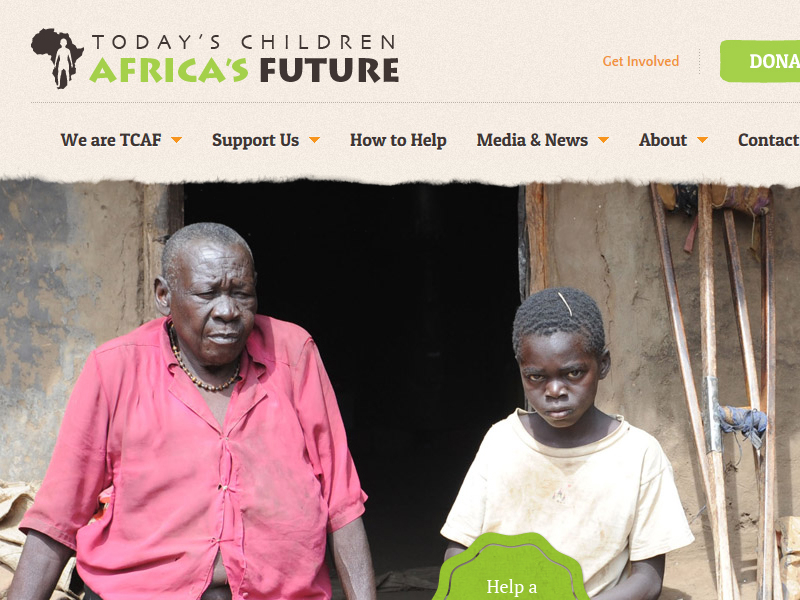 TODAY'S CHILDREN
AFRICA'S FUTURE
Get Involved
DONA
We are TCAF
Support Us
How to Help
Media & News
About
Contact
Help a